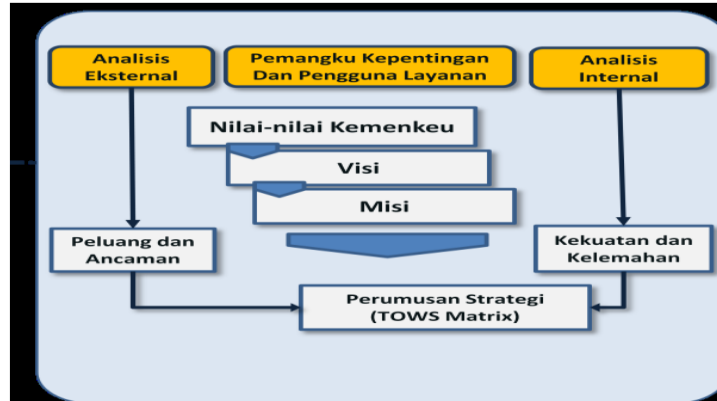 Analisis
Eksternal
Pemangku Kepentingan
Dan Pengguna Layanan
Analisis
Internal
Nilai-nilai Kemenkeu
Visi
Misi
Peluang dan
Ancaman
Kekuatan dan
Kelemahan
Perumusan Strategi
(TOWS Matrix)